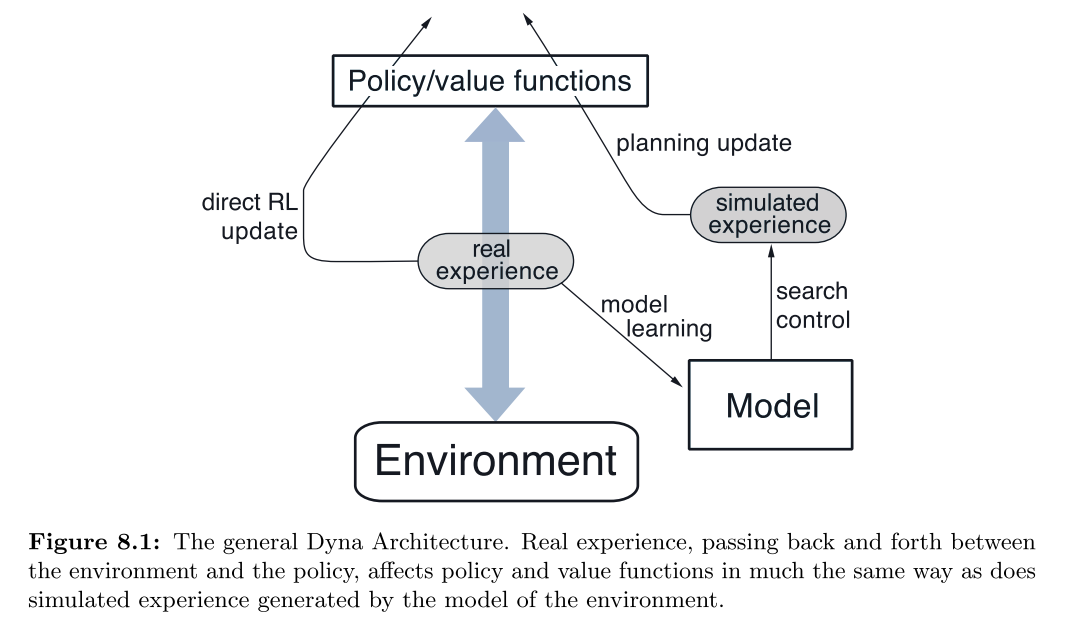 Policy/value functions
planning update
direct RL
update
simulated
experience
real
experience
model
learning
search
control
Model
Environment
Figure 8.1: The general Dyna Architecture. Real experience, passing back and forth between
the environment and the policy, affects policy and value functions in much the same way as does
simulated experience generated by the model of the environment.